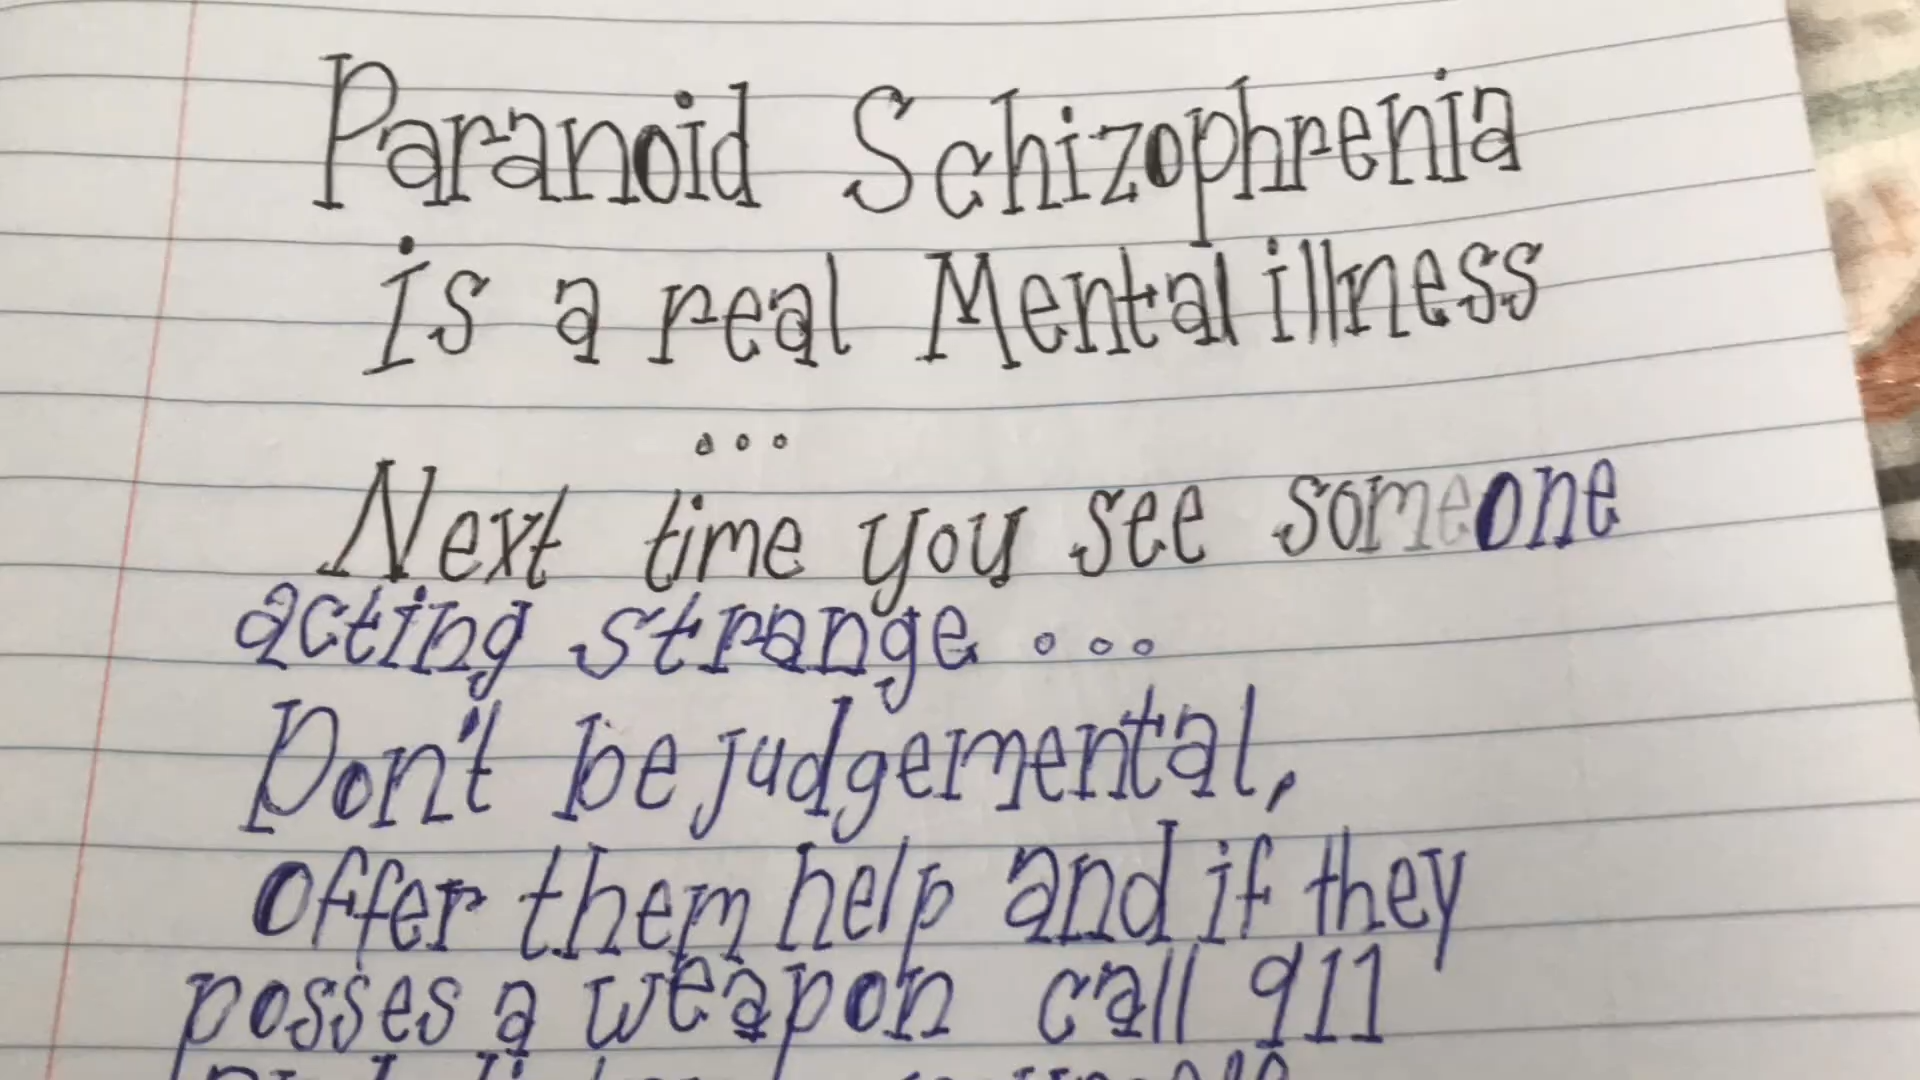 Paranoid Schizophrenia
is a real Mental illness
...
Next time you see someone
acting strange...
Don't be judgemental,
offer them help and if they
posses a weapon call 911